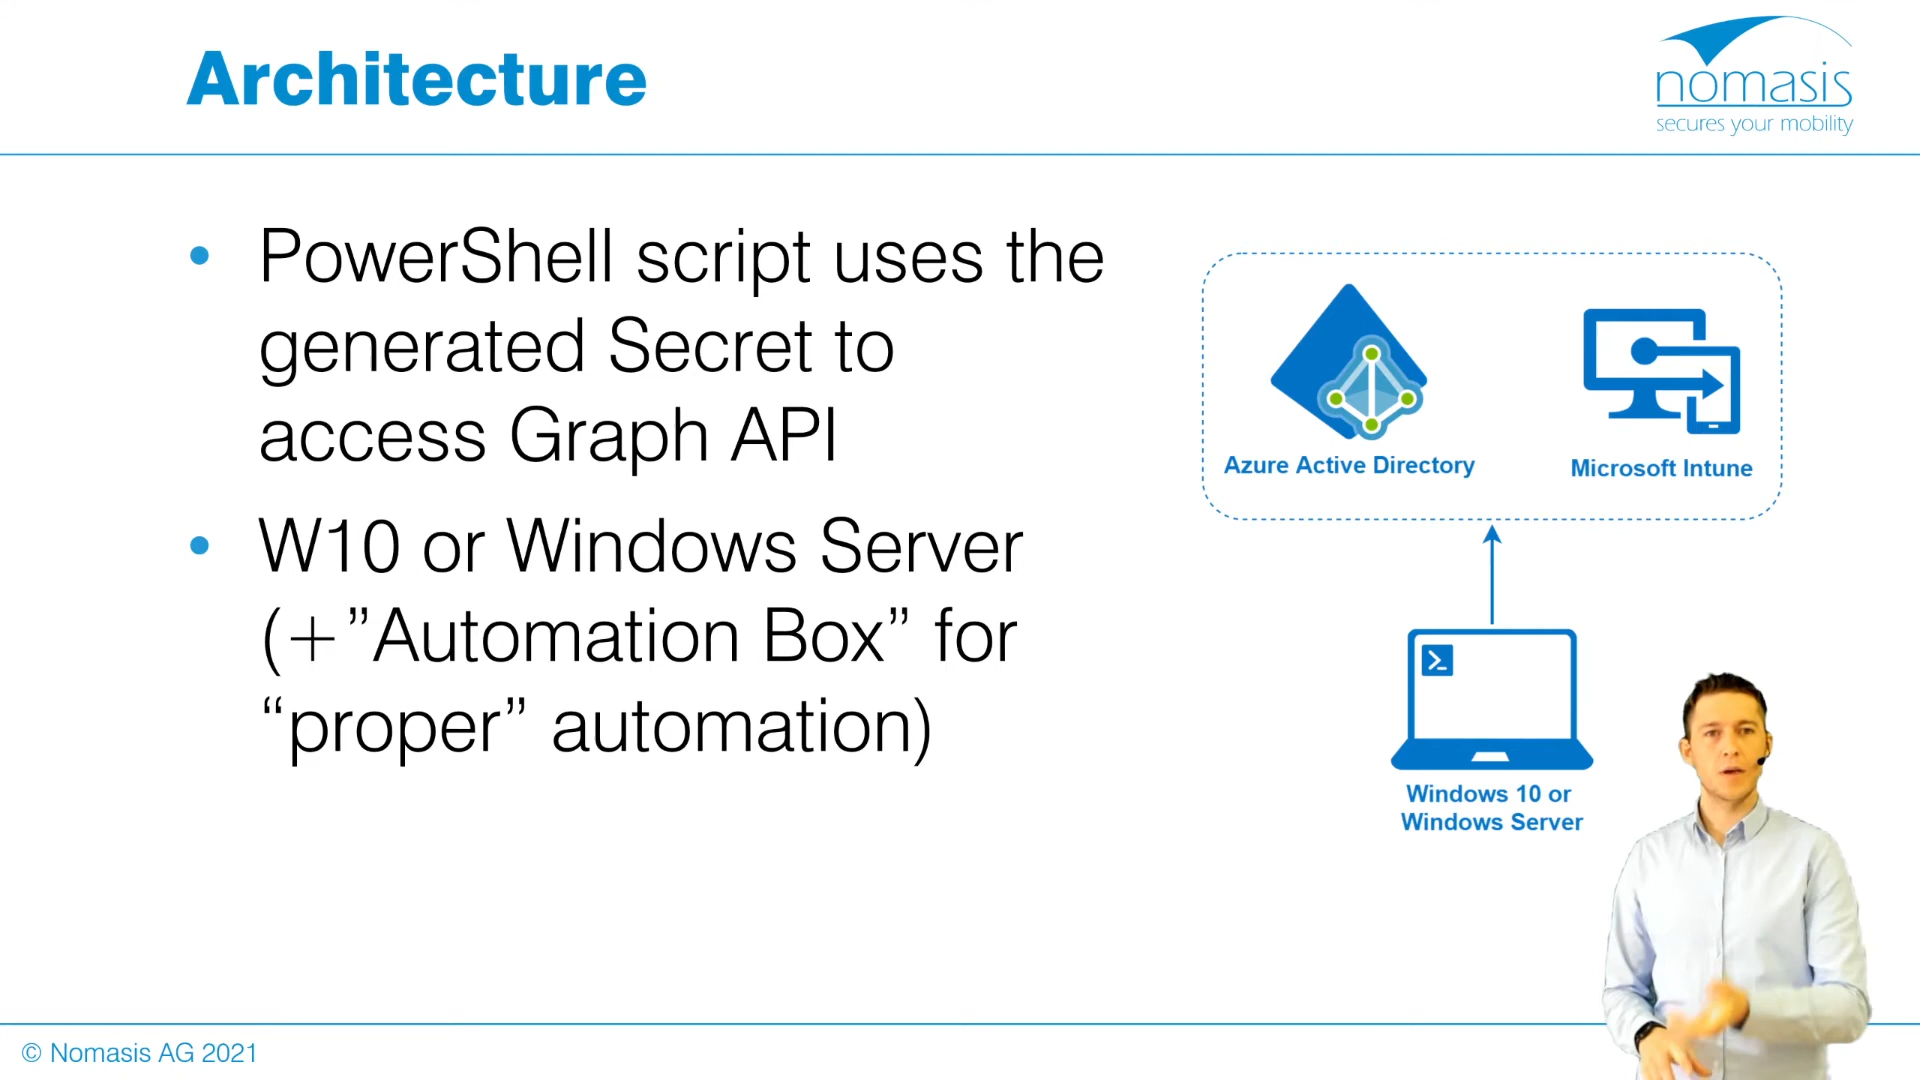 Architecture
nomasis
secures your mobility
• PowerShell script uses the
generated Secret to
access Graph API
• W10 or Windows Server
(+”Automation Box” for
“proper” automation)
Azure Active Directory
Microsoft Intune
Windows 10 or
Windows Server
© Nomasis AG 2021